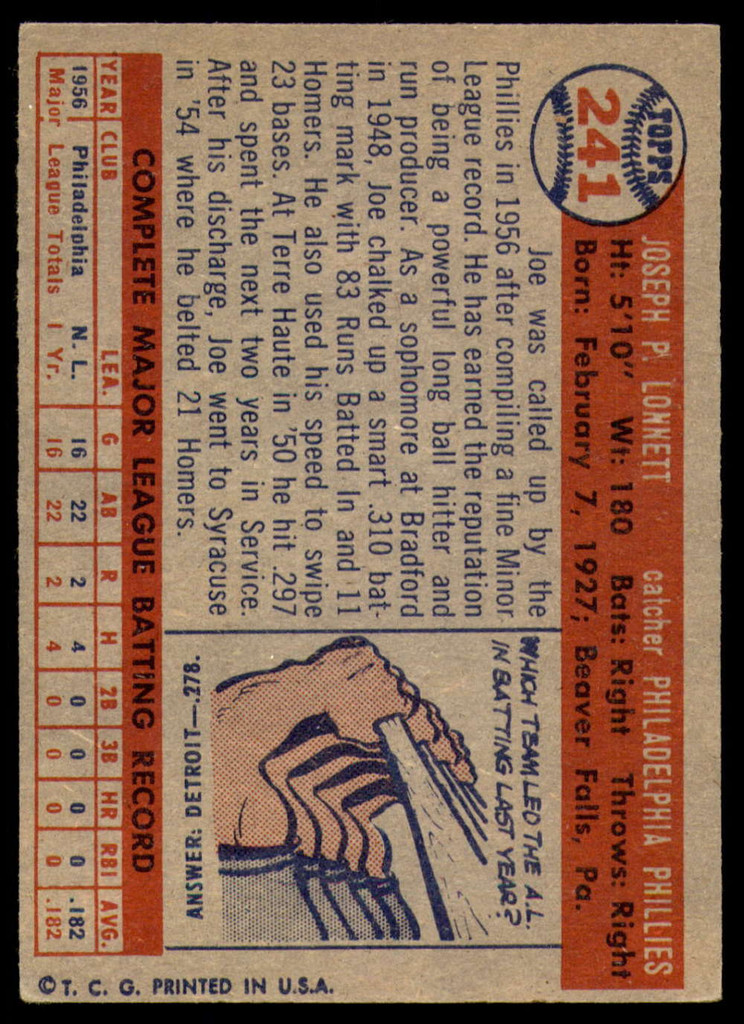 TOPPS
241
JOSEPH P. LONNETT catcher PHILADELPHIA PHILLIES
Ht: 5'10" Wt: 180 Bats: Right Throws: Right
Born: February 7, 1927; Beaver Falls, Pa.
Joe was called up by the
Phillies in 1956 after compiling a fine Minor
League record. He has earned the reputation
of being a powerful long ball hitter and
run producer. As a sophomore at Bradford
in 1948, Joe chalked up a smart .310 bat-
ting mark with 83 Runs Batted In and 11
Homers. He also used his speed to swipe
23 bases. At Terre Haute in '50 he hit .297
and spent the next two years in Service.
After his discharge, Joe went to Syracuse
in '54 where he belted 21 Homers.
WHICH TEAM LED THE A.L.
IN BATTING LAST YEAR?
ANSWER: DETROIT—.278.
COMPLETE MAJOR LEAGUE BATTING RECORD
YEAR CLUB LEA. G AB R H 2B 3B HR RBI AVG.
1956 Philadelphia N. L. 16 22 2 4 0 0 0 0 .182
Major League Totals 1 Yr. 16 22 2 4 0 0 0 0 .182
© T. C. G. PRINTED IN U.S.A.